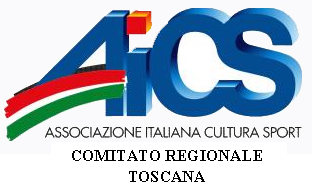 AiCS
ASSOCIAZIONE ITALIANA CULTURA SPORT
COMITATO REGIONALE
TOSCANA